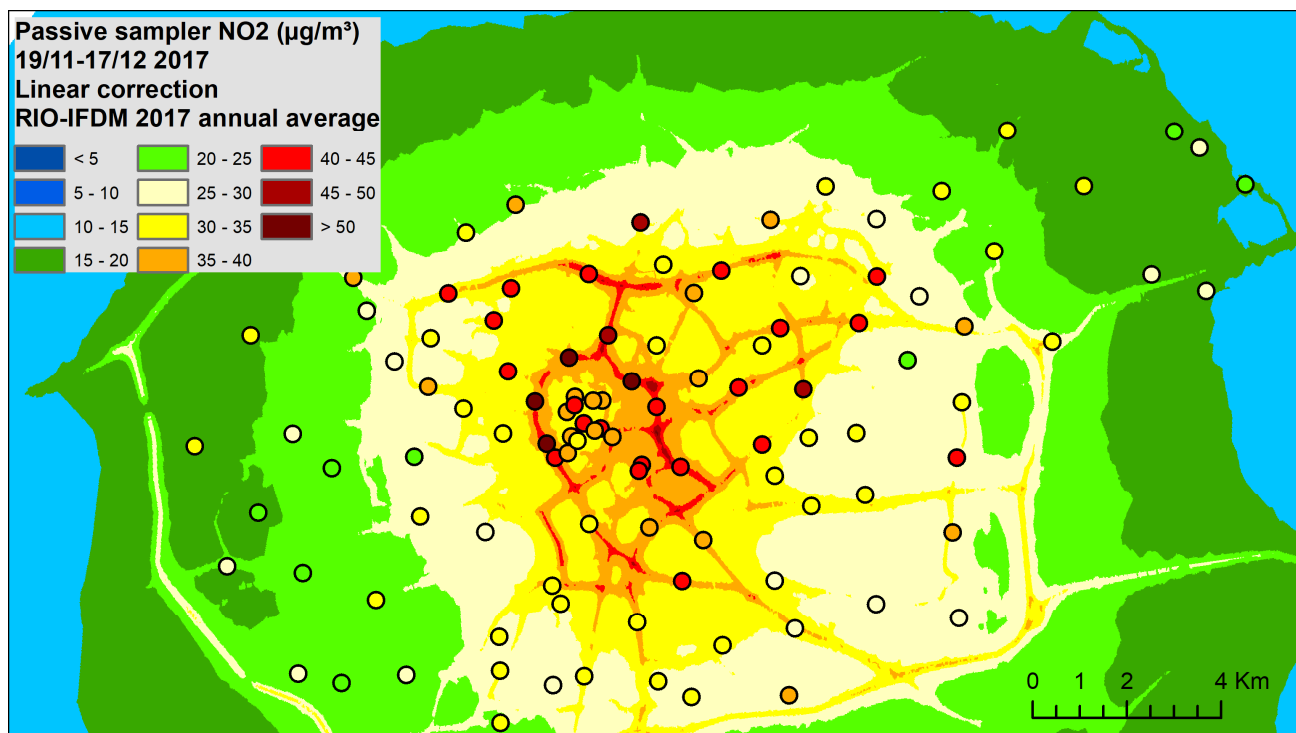 Passive sampler NO2 (µg/m³)
19/11-17/12 2017
Linear correction
RIO-IFDM 2017 annual average
< 5 20 - 25 40 - 45
5 - 10 25 - 30 45 - 50
10 - 15 30 - 35 > 50
15 - 20 35 - 40
0 1 2 4 Km